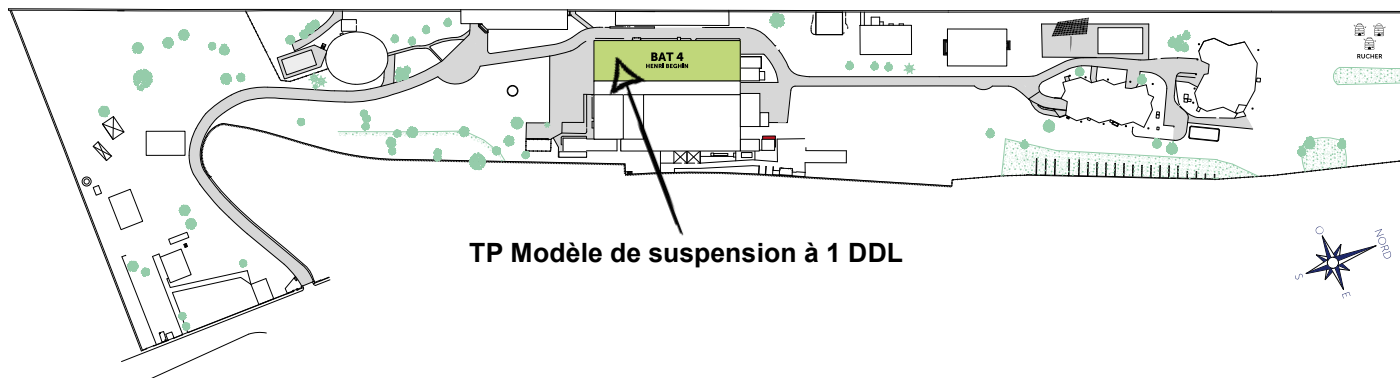 BAT 4
HENRI BEGHIN
RUCHER
TP Modèle de suspension à 1 DDL
O
NORD
S
E